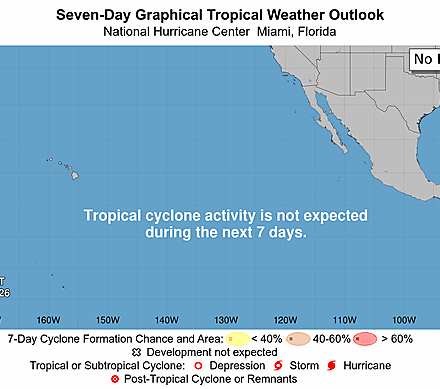 Seven-Day Graphical Tropical Weather Outlook
National Hurricane Center Miami, Florida
No
Tropical cyclone activity is not expected
during the next 7 days.
T
26
W 160W 150W 140W 130W 120W 110W 100W
7-Day Cyclone Formation Chance and Area: < 40% 40-60% > 60%
Development not expected
Tropical or Subtropical Cyclone: Depression Storm Hurricane
Post-Tropical Cyclone or Remnants